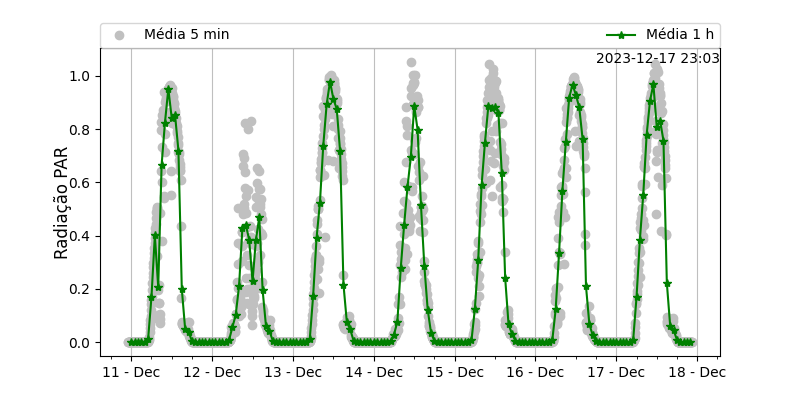 Média 5 min Média 1 h
2023-12-17 23:03
Radiação PAR
1.0
0.8
0.6
0.4
0.2
0.0
11 - Dec 12 - Dec 13 - Dec 14 - Dec 15 - Dec 16 - Dec 17 - Dec 18 - Dec